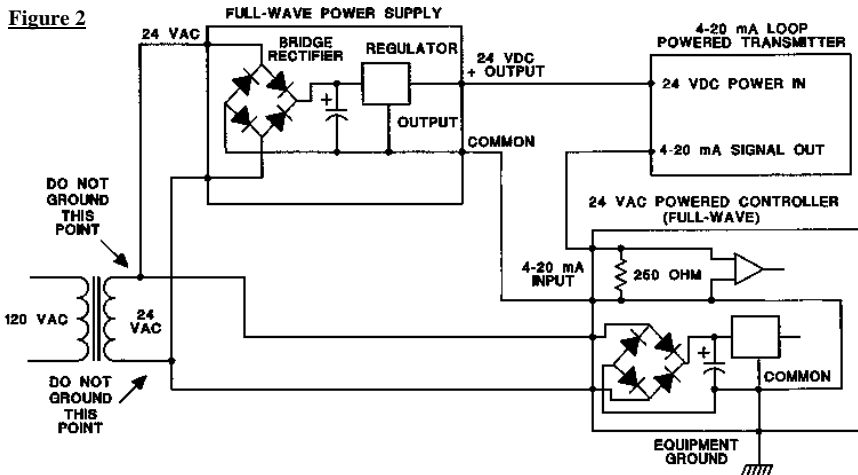 Figure 2
FULL-WAVE POWER SUPPLY
24 VAC
BRIDGE
RECTIFIER
REGULATOR
24 VDC
+ OUTPUT
4-20 mA LOOP
POWERED TRANSMITTER
24 VDC POWER IN
+
OUTPUT
COMMON
4-20 mA SIGNAL OUT
DO NOT
GROUND
THIS
POINT
24 VAC POWERED CONTROLLER
(FULL-WAVE)
4-20 mA
INPUT
250 OHM
120 VAC
24
VAC
+
COMMON
DO NOT
GROUND
THIS
POINT
EQUIPMENT
GROUND